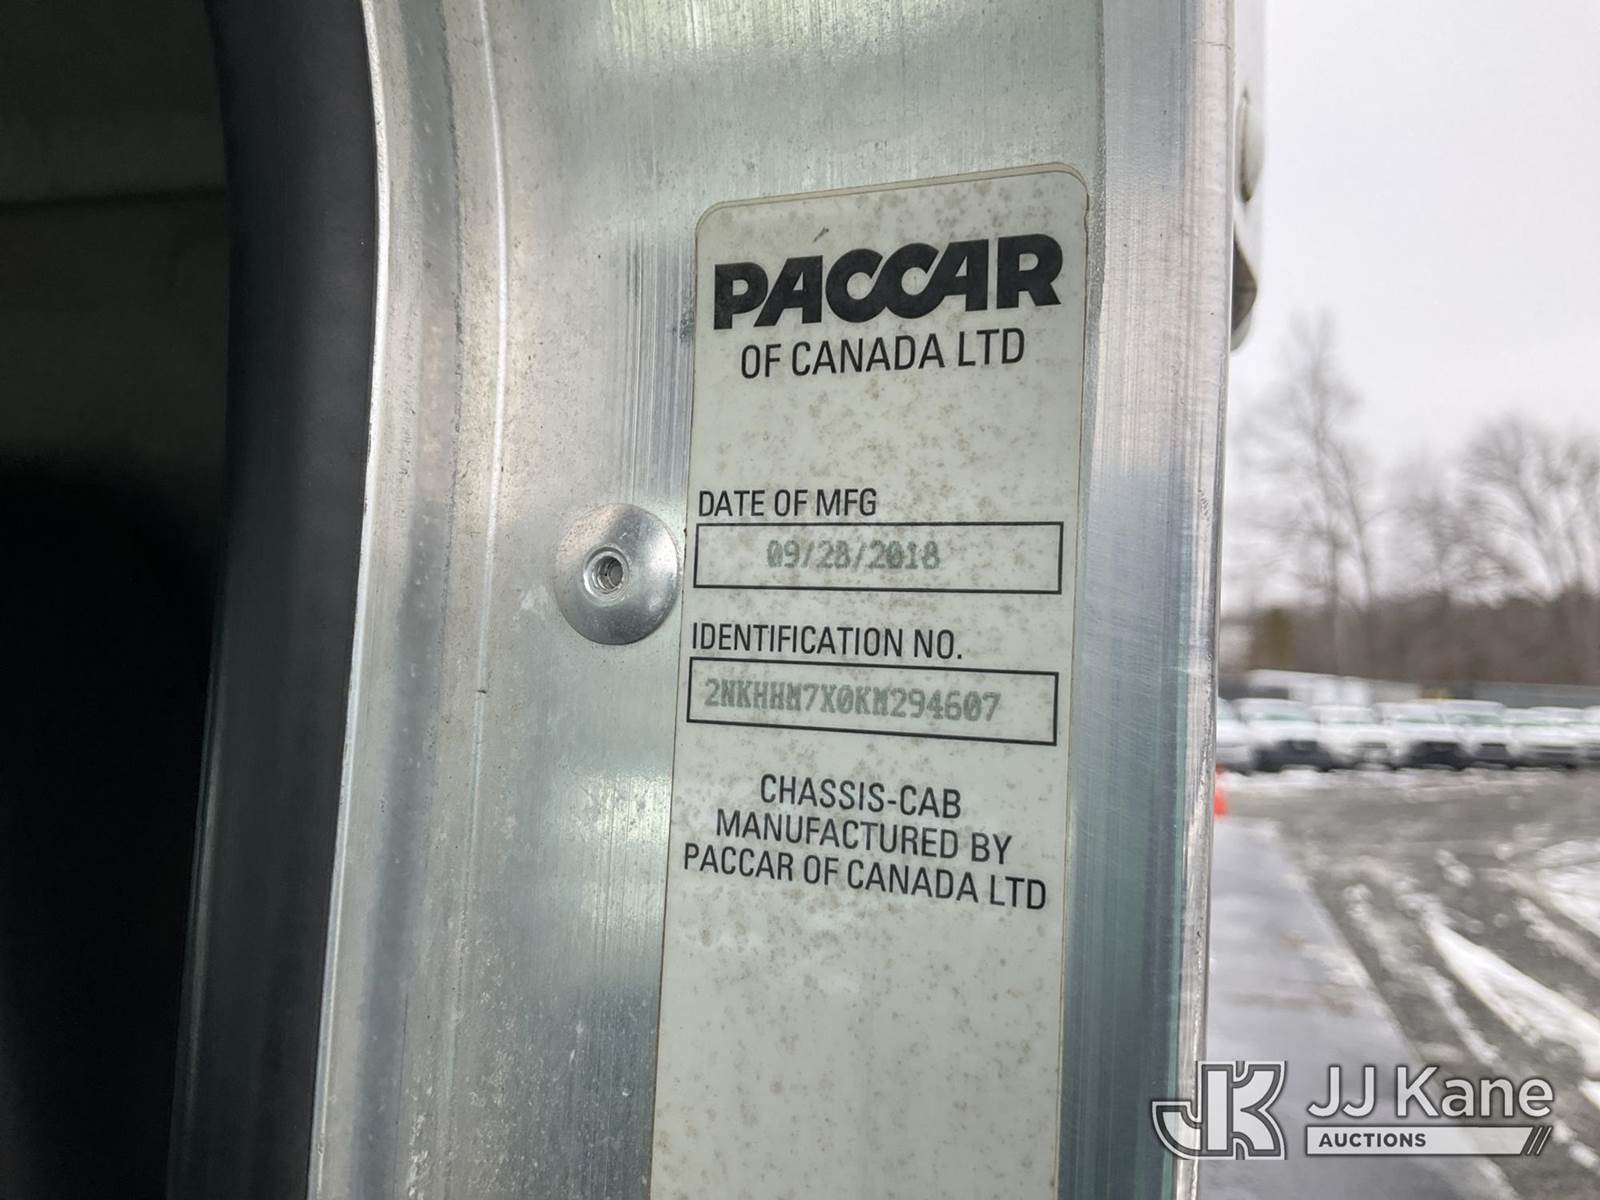 PACCAR
OF CANADA LTD
DATE OF MFG
09/28/2018
IDENTIFICATION NO.
2NKHHM7X0KM294607
CHASSIS-CAB
MANUFACTURED BY
PACCAR OF CANADA LTD
JK JJ Kane
AUCTIONS